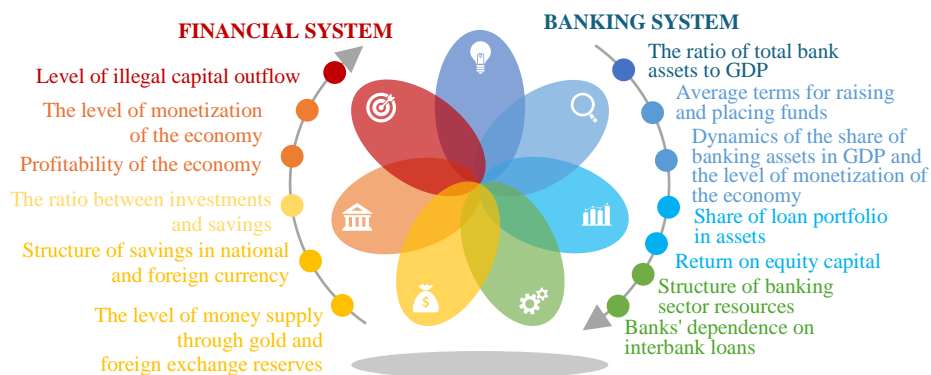 FINANCIAL SYSTEM
Level of illegal capital outflow
The level of monetization
of the economy
Profitability of the economy
The ratio between investments
and savings
Structure of savings in national
and foreign currency
The level of money supply
through gold and
foreign exchange reserves
$
BANKING SYSTEM
The ratio of total bank
assets to GDP
Average terms for raising
and placing funds
Dynamics of the share of
banking assets in GDP and
the level of monetization of
the economy
Share of loan portfolio
in assets
Return on equity capital
Structure of banking
sector resources
Banks' dependence on
interbank loans